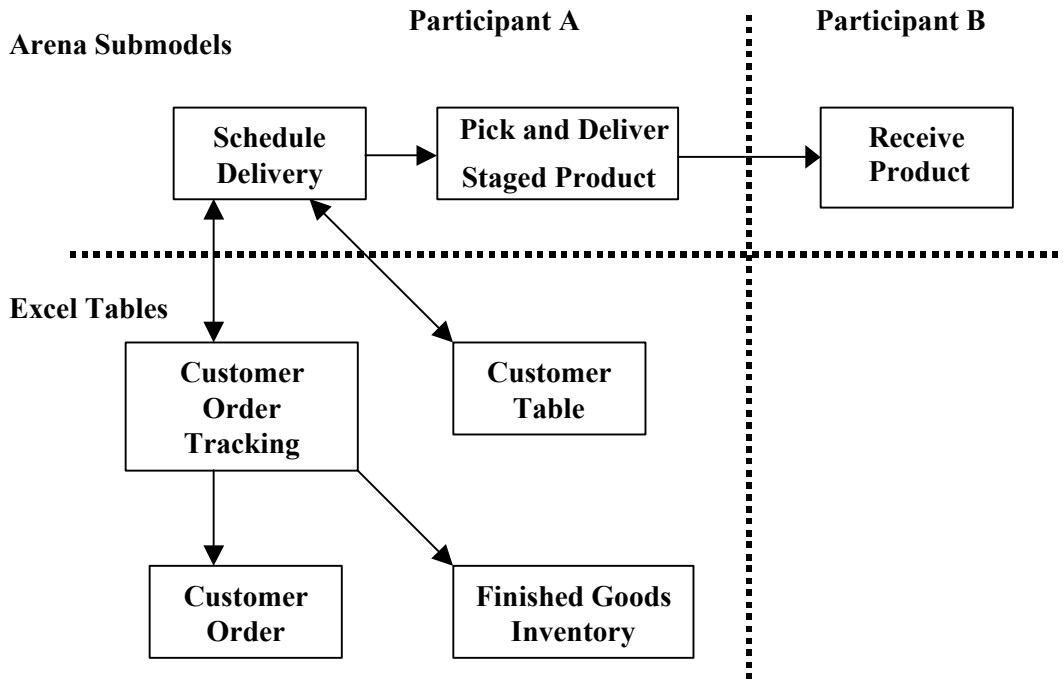 Participant A
Participant B
Arena Submodels
Schedule
Delivery
Pick and Deliver
Staged Product
Receive
Product
Excel Tables
Customer
Order
Tracking
Customer
Table
Customer
Order
Finished Goods
Inventory